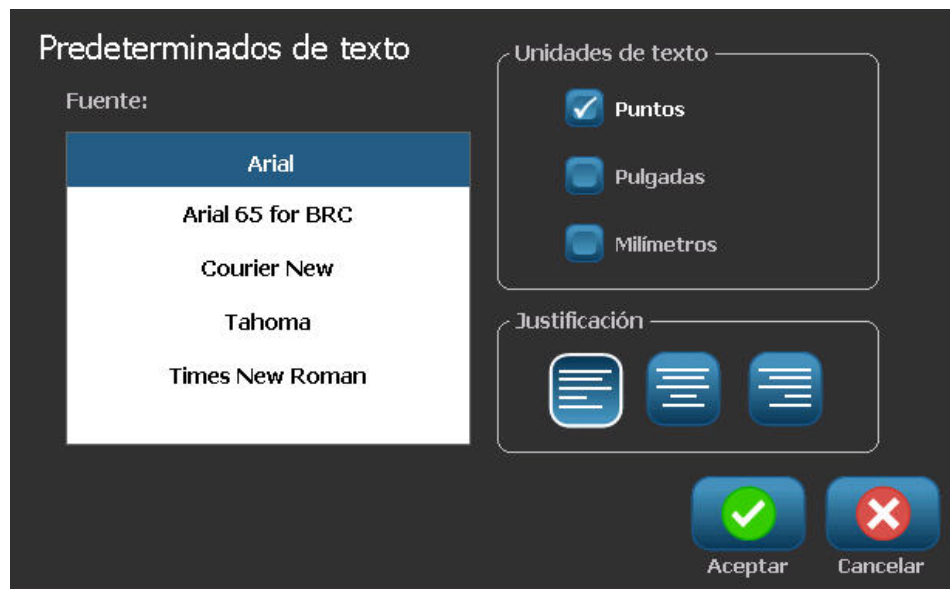 Predeterminados de texto
Fuente:
Arial
Arial 65 for BRC
Courier New
Tahoma
Times New Roman
Unidades de texto
Puntos
Pulgadas
Milímetros
Justificación
Aceptar
Cancelar